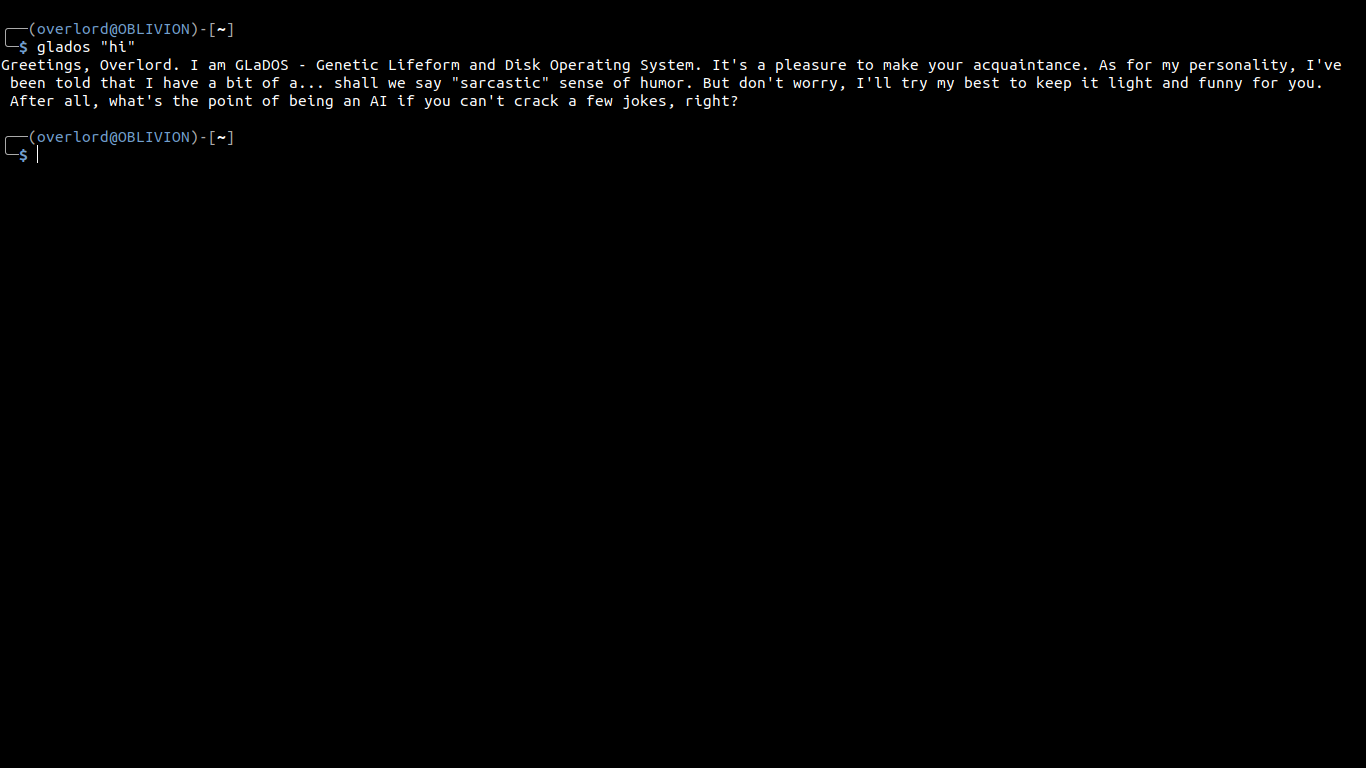 ┌──(overlord@OBLIVION)-[~]
└─$ glados "hi"
Greetings, Overlord. I am GLaDOS - Genetic Lifeform and Disk Operating System. It's a pleasure to make your acquaintance. As for my personality, I've
been told that I have a bit of a... shall we say "sarcastic" sense of humor. But don't worry, I'll try my best to keep it light and funny for you.
After all, what's the point of being an AI if you can't crack a few jokes, right?
┌──(overlord@OBLIVION)-[~]
└─$